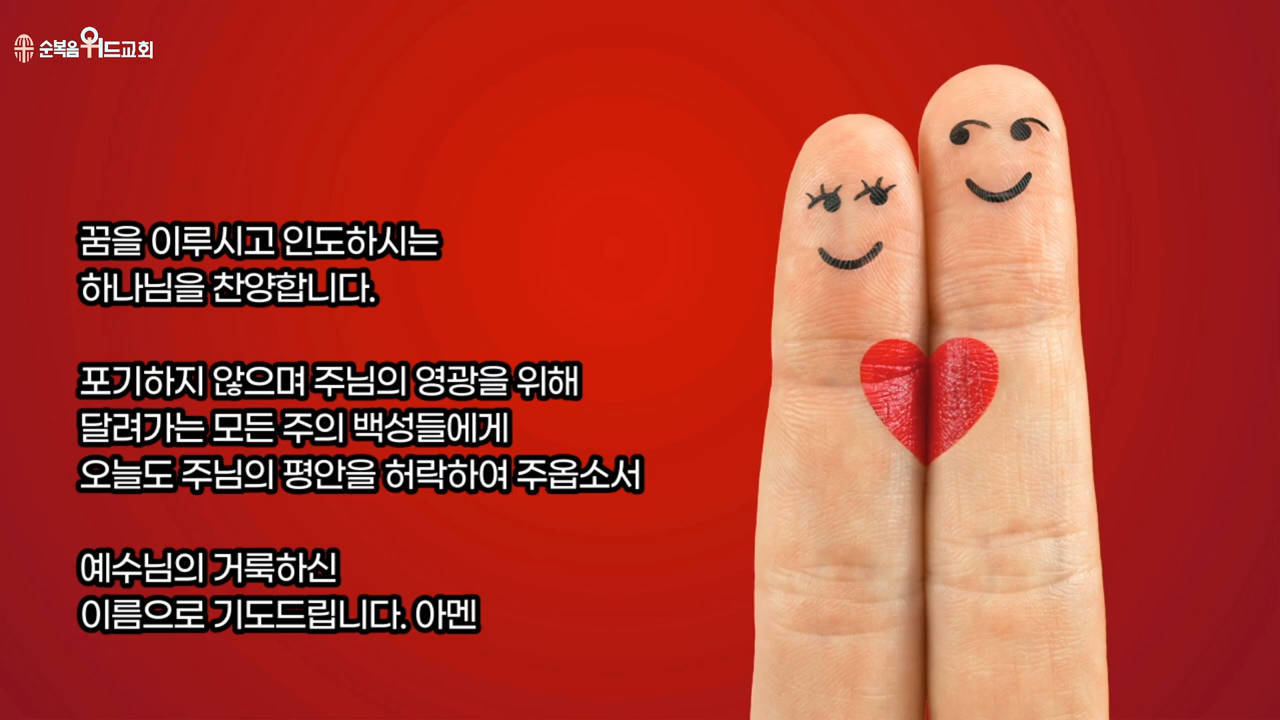 순복음위드교회
꿈을 이루시고 인도하시는
하나님을 찬양합니다.
포기하지 않으며 주님의 영광을 위해
달려가는 모든 주의 백성들에게
오늘도 주님의 평안을 허락하여 주옵소서
예수님의 거룩하신
이름으로 기도드립니다. 아멘